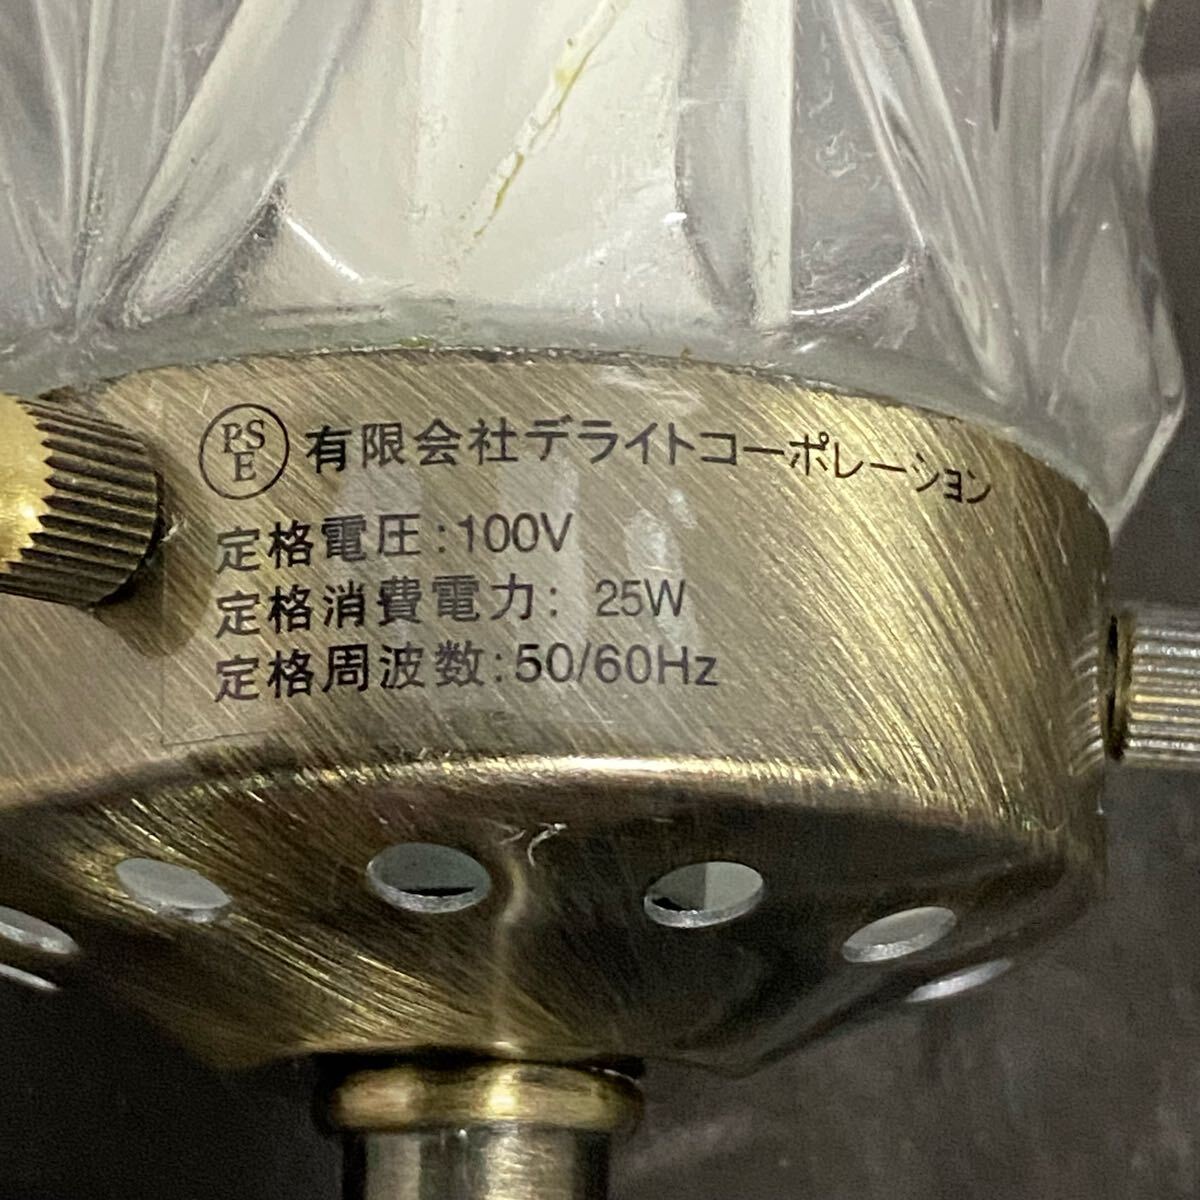 PSE 有限会社デライトコーポレーション
定格電圧:100V
定格消費電力: 25W
定格周波数:50/60Hz